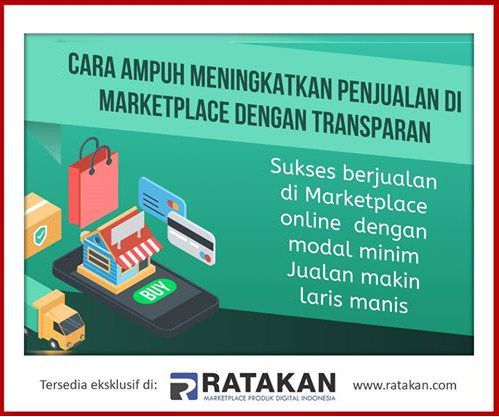 CARA AMPUH MENINGKATKAN PENJUALAN DI
MARKETPLACE DENGAN TRANSPARAN
Sukses berjualan
di Marketplace
online dengan
modal minim
Jualan makin
laris manis
BUY
Tersedia eksklusif di:
RATAKAN
MARKETPLACE PRODUK DIGITAL INDONESIA
www.ratakan.com